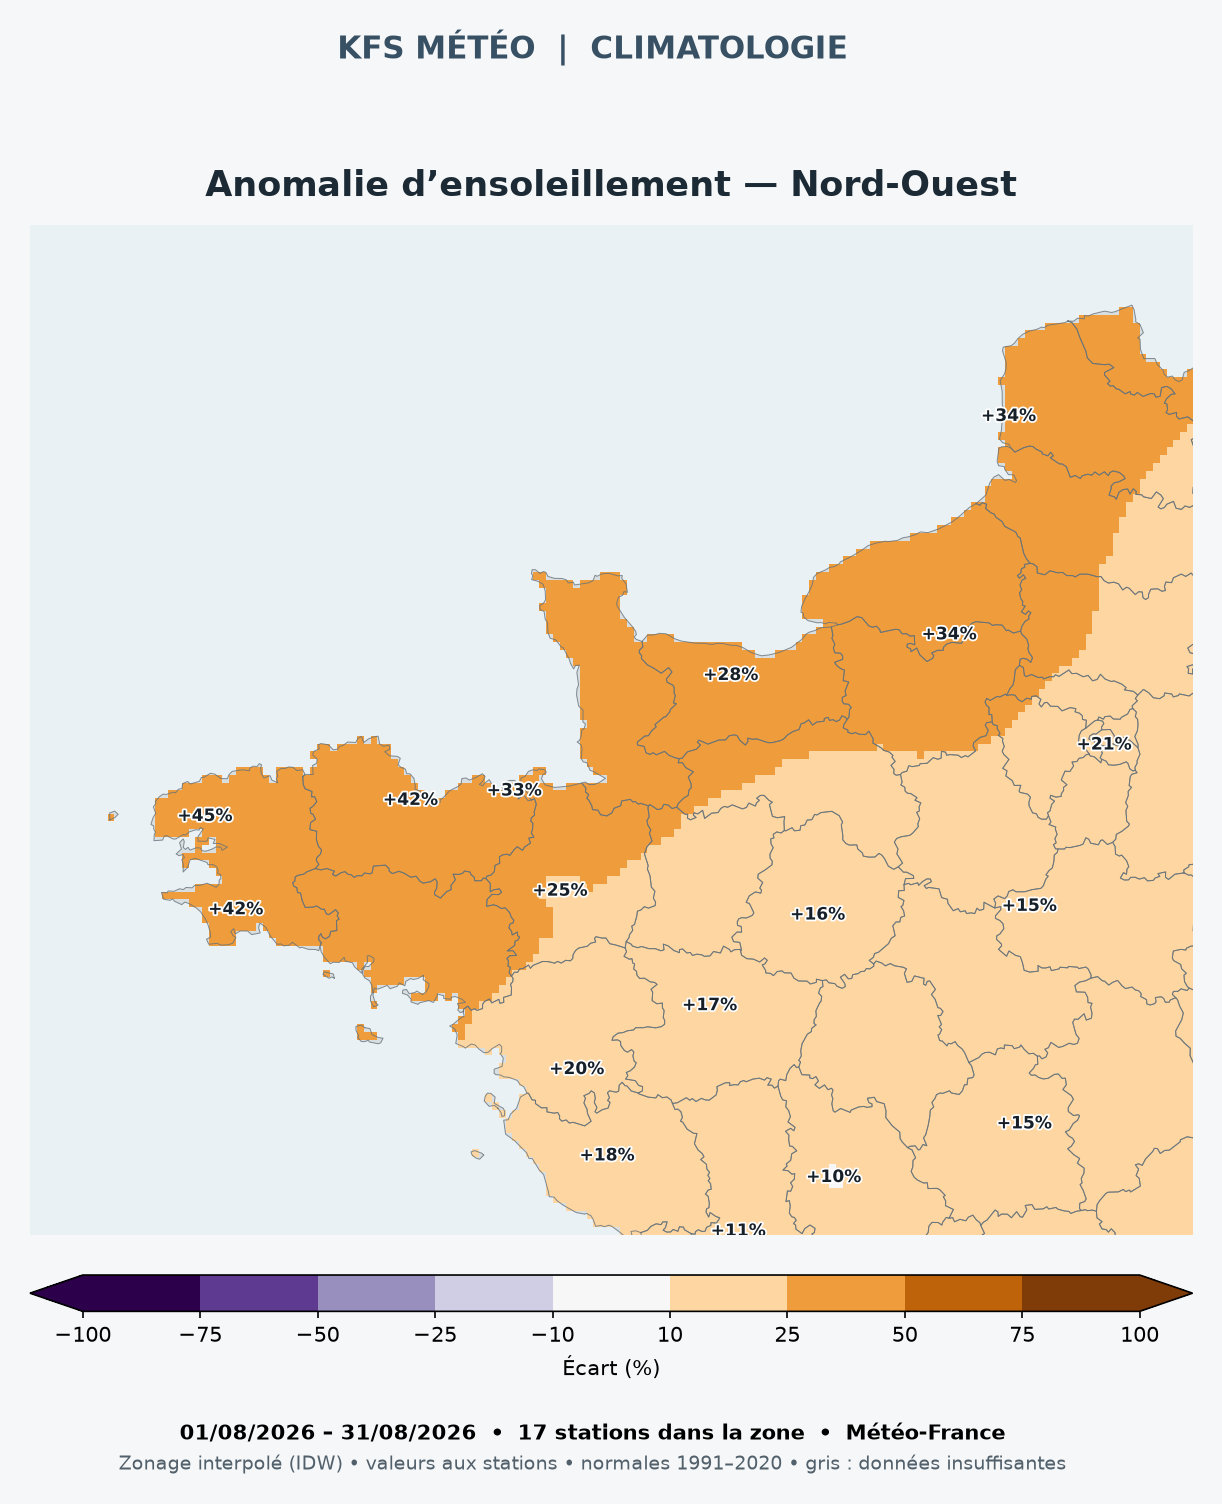 KFS MÉTÉO | CLIMATOLOGIE
Anomalie d’ensoleillement — Nord-Ouest
+34%
+34%
+28%
+21%
+33%
+42%
+45%
+25%
+42%
+16%
+15%
+17%
+20%
+15%
+18%
+10%
+11%
−100 −75 −50 −25 −10 10 25 50 75 100
Écart (%)
01/08/2026 – 31/08/2026 • 17 stations dans la zone • Météo-France
Zonage interpolé (IDW) • valeurs aux stations • normales 1991–2020 • gris : données insuffisantes